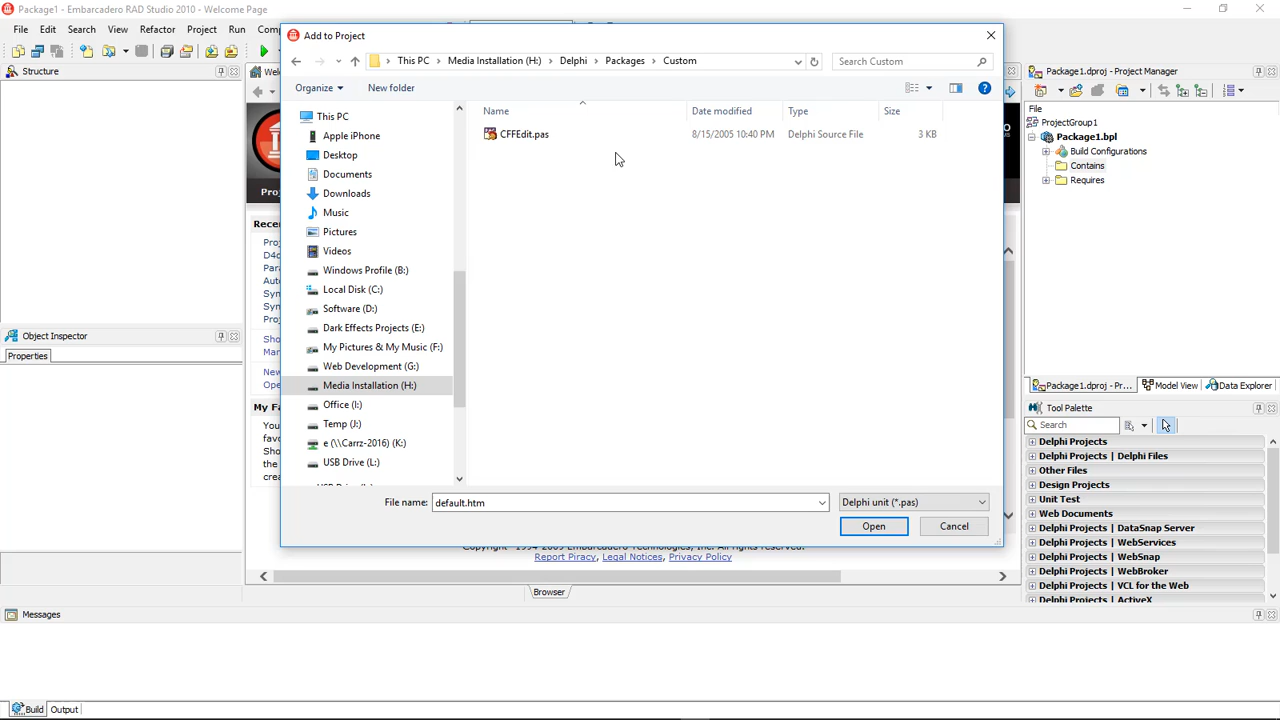 Package1 - Embarcadero RAD Studio 2010 - Welcome Page
File Edit Search View Refactor Project Run
Structure
Object Inspector
Properties
Add to Project
This PC > Media Installation (H:) > Delphi > Packages > Custom
Search Custom
Organize
New folder
This PC
Apple iPhone
Desktop
Documents
Downloads
Music
Pictures
Videos
Windows Profile (B:)
Local Disk (C:)
Software (D:)
Dark Effects Projects (E:)
My Pictures & My Music (F:)
Web Development (G:)
Media Installation (H:)
Office (I:)
Temp (J:)
e (\\Carrz-2016) (K:)
USB Drive (L:)
Name Date modified Type Size
CFFEdit.pas 8/15/2005 10:40 PM Delphi Source File 3 KB
File name: default.htm
Delphi unit (*.pas)
Open
Cancel
Report Piracy, Legal Notices, Privacy Policy
Browser
Package1.dproj - Project Manager
File
ProjectGroup1
Package1.bpl
Build Configurations
Contains
Requires
Package1.dproj - Pr...
Model View
Data Explorer
Tool Palette
Search
Delphi Projects
Delphi Projects | Delphi Files
Other Files
Design Projects
Unit Test
Web Documents
Delphi Projects | DataSnap Server
Delphi Projects | WebServices
Delphi Projects | WebSnap
Delphi Projects | WebBroker
Delphi Projects | VCL for the Web
Delphi Projects | ActiveX
Messages
Build
Output